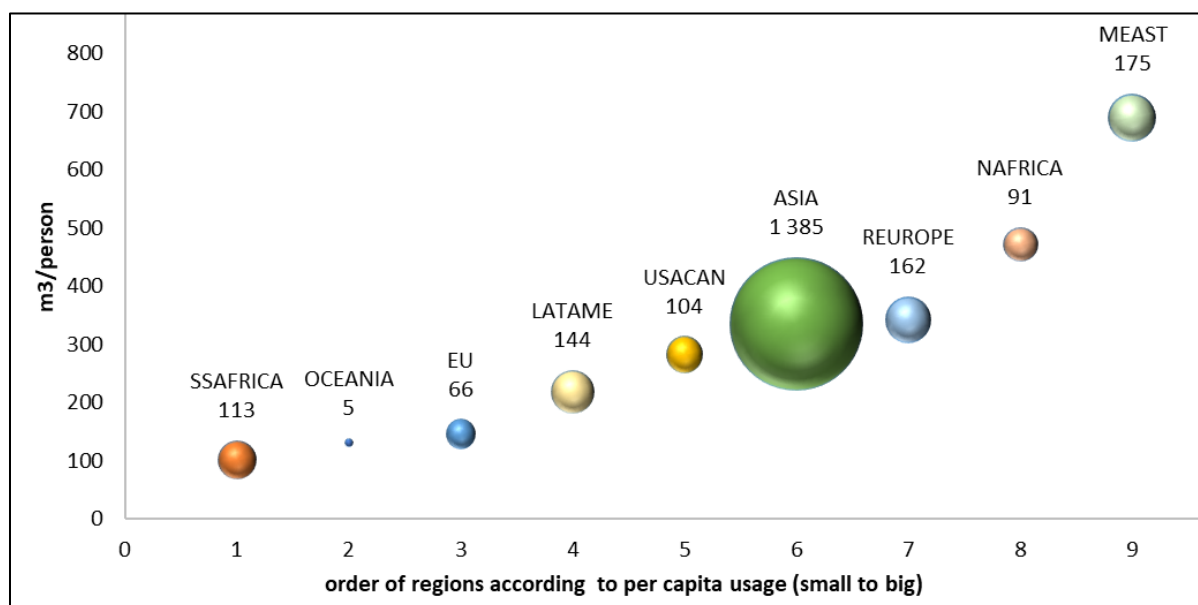 MEAST
175
800
700
600
500
400
300
200
100
0
m3/person
NAFRICA
91
ASIA
1 385
REUROPE
162
USACAN
104
LATAME
144
EU
66
OCEANIA
5
SSAFRICA
113
0 1 2 3 4 5 6 7 8 9
order of regions according to per capita usage (small to big)